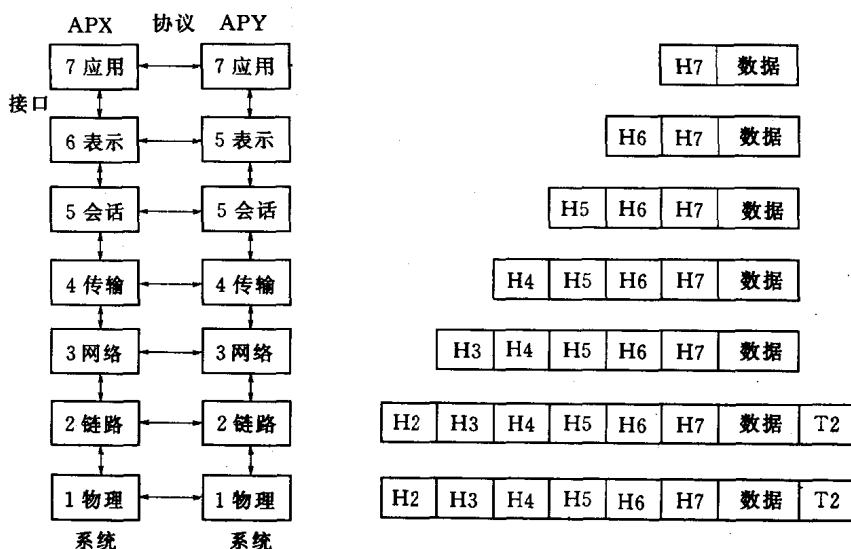 APX 协议 APY
7 应用 7 应用 H7 数据
接口
6 表示 5 表示 H6 H7 数据
5 会话 5 会话 H5 H6 H7 数据
4 传输 4 传输 H4 H5 H6 H7 数据
3 网络 3 网络 H3 H4 H5 H6 H7 数据
2 链路 2 链路 H2 H3 H4 H5 H6 H7 数据 T2
1 物理 1 物理 H2 H3 H4 H5 H6 H7 数据 T2
系统 系统